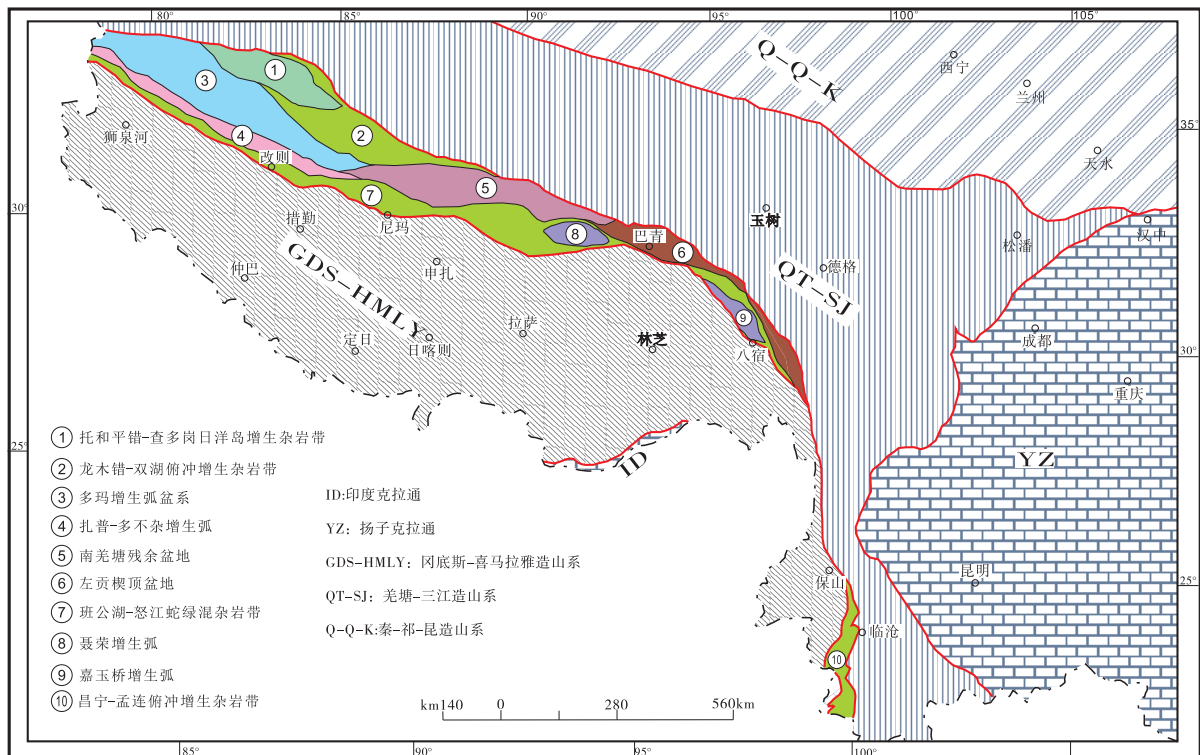 80° 85° 90° 95° 100° 105°
Q-Q-K
西宁
兰州
①
③
35°
狮泉河
④
②
天水
改则
⑤
⑦
30°
玉树
措勤
尼玛
⑧
巴青
⑥
松潘
汉中
GDS-HMLY
申扎
QT-SJ
德格
仲巴
⑨
拉萨
成都
定日
日喀则
林芝
八宿
30°
重庆
25°
ID
YZ
① 托和平错-查多岗日洋岛增生杂岩带
② 龙木错-双湖俯冲增生杂岩带
③ 多玛增生弧盆系
④ 扎普-多不杂增生弧
⑤ 南羌塘残余盆地
⑥ 左贡楔顶盆地
⑦ 班公湖-怒江蛇绿混杂岩带
⑧ 聂荣增生弧
⑨ 嘉玉桥增生弧
⑩ 昌宁-孟连俯冲增生杂岩带
ID:印度克拉通
YZ: 扬子克拉通
GDS-HMLY: 冈底斯-喜马拉雅造山系
QT-SJ: 羌塘-三江造山系
Q-Q-K:秦-祁-昆造山系
保山
昆明
25°
临沧
⑩
km140 0 280 560km
85° 90° 95° 100°